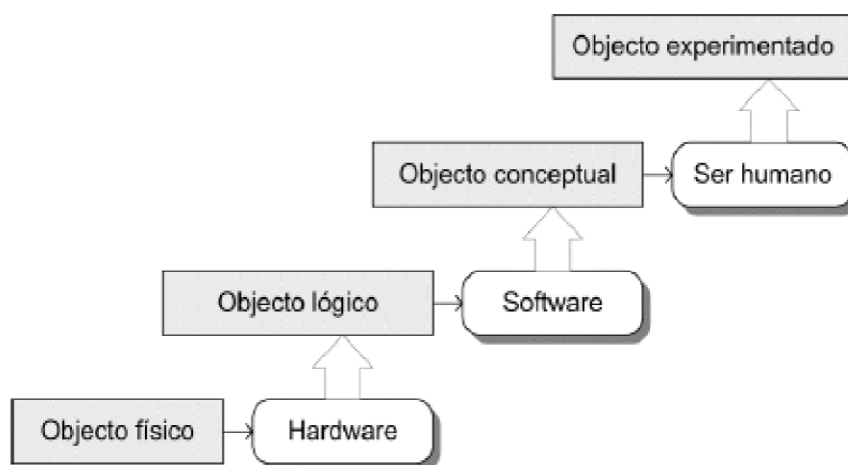 Objecto experimentado
Objecto conceptual
Ser humano
Objecto lógico
Software
Objecto físico
Hardware